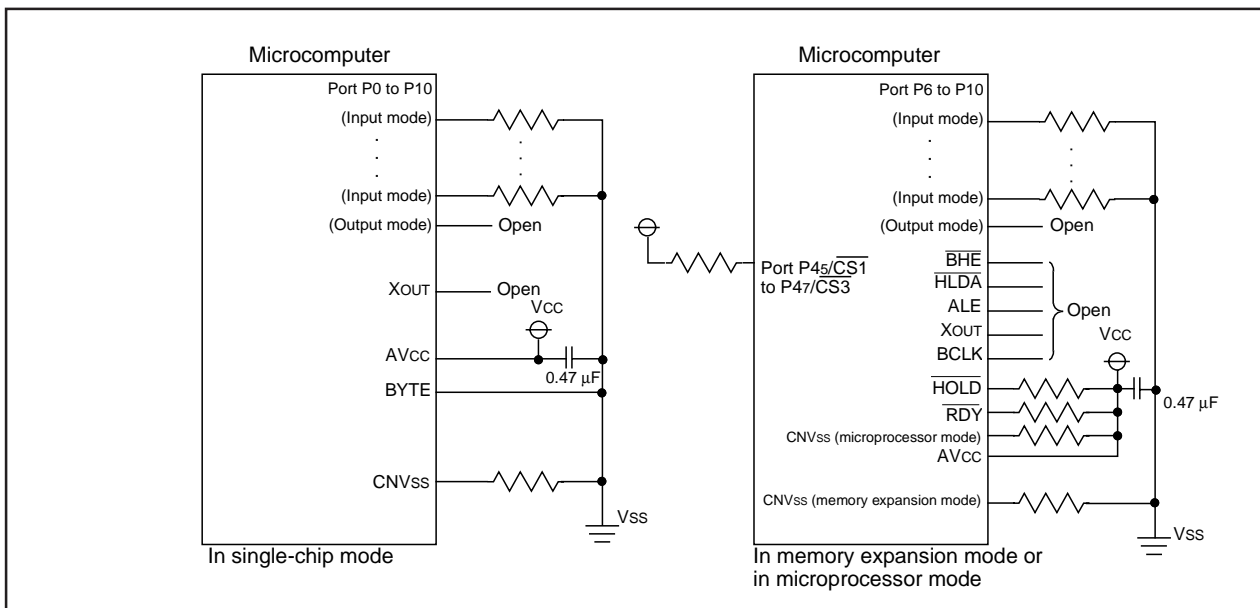 Microcomputer
Port P0 to P10
(Input mode)
(Input mode)
(Output mode)
Open
XOUT
Open
VCC
AVCC
0.47 µF
BYTE
CNVSS
VSS
In single-chip mode
Microcomputer
Port P6 to P10
(Input mode)
(Input mode)
(Output mode)
Open
Port P45/CS1
to P47/CS3
BHE
HLDA
ALE
Open
XOUT
VCC
BCLK
HOLD
0.47 µF
RDY
CNVSS (microprocessor mode)
AVCC
CNVSS (memory expansion mode)
VSS
In memory expansion mode or
in microprocessor mode